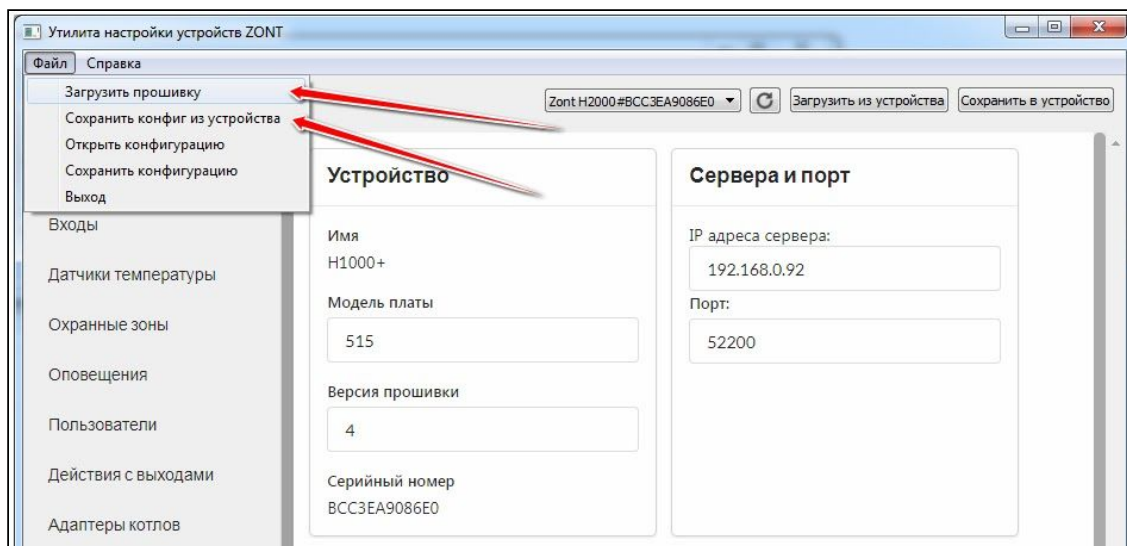 Утилита настройки устройств ZONT
Файл Справка
Загрузить прошивку
Сохранить конфиг из устройства
Открыть конфигурацию
Сохранить конфигурацию
Выход
Zont H2000#BCC3EA9086E0 Загрузить из устройства Сохранить в устройство
Входы
Датчики температуры
Охранные зоны
Оповещения
Пользователи
Действия с выходами
Адаптеры котлов
Устройство
Имя
H1000+
Модель платы
515
Версия прошивки
4
Серийный номер
BCC3EA9086E0
Сервера и порт
IP адреса сервера:
192.168.0.92
Порт:
52200